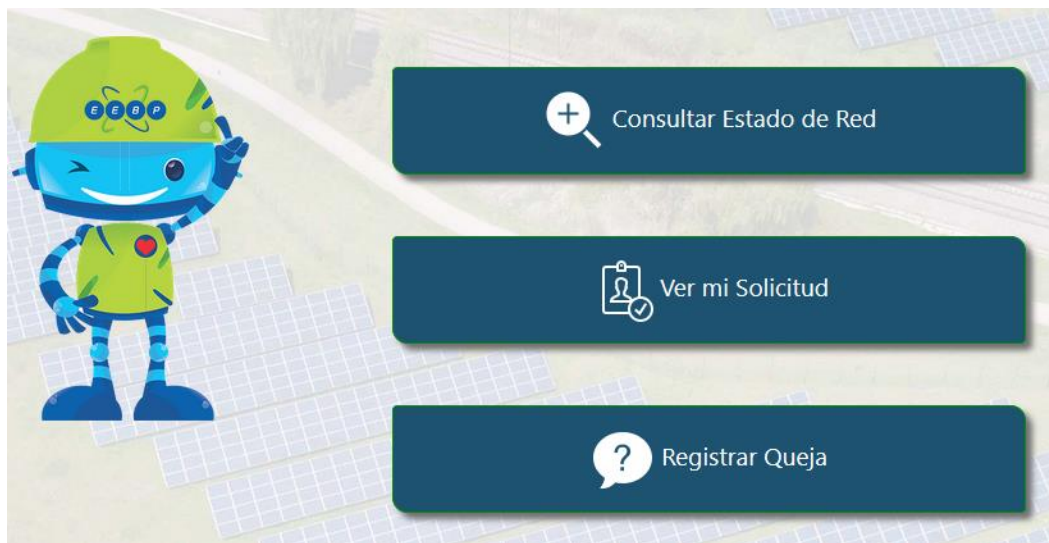 EEBP
Consultar Estado de Red
Ver mi Solicitud
?
Registrar Queja